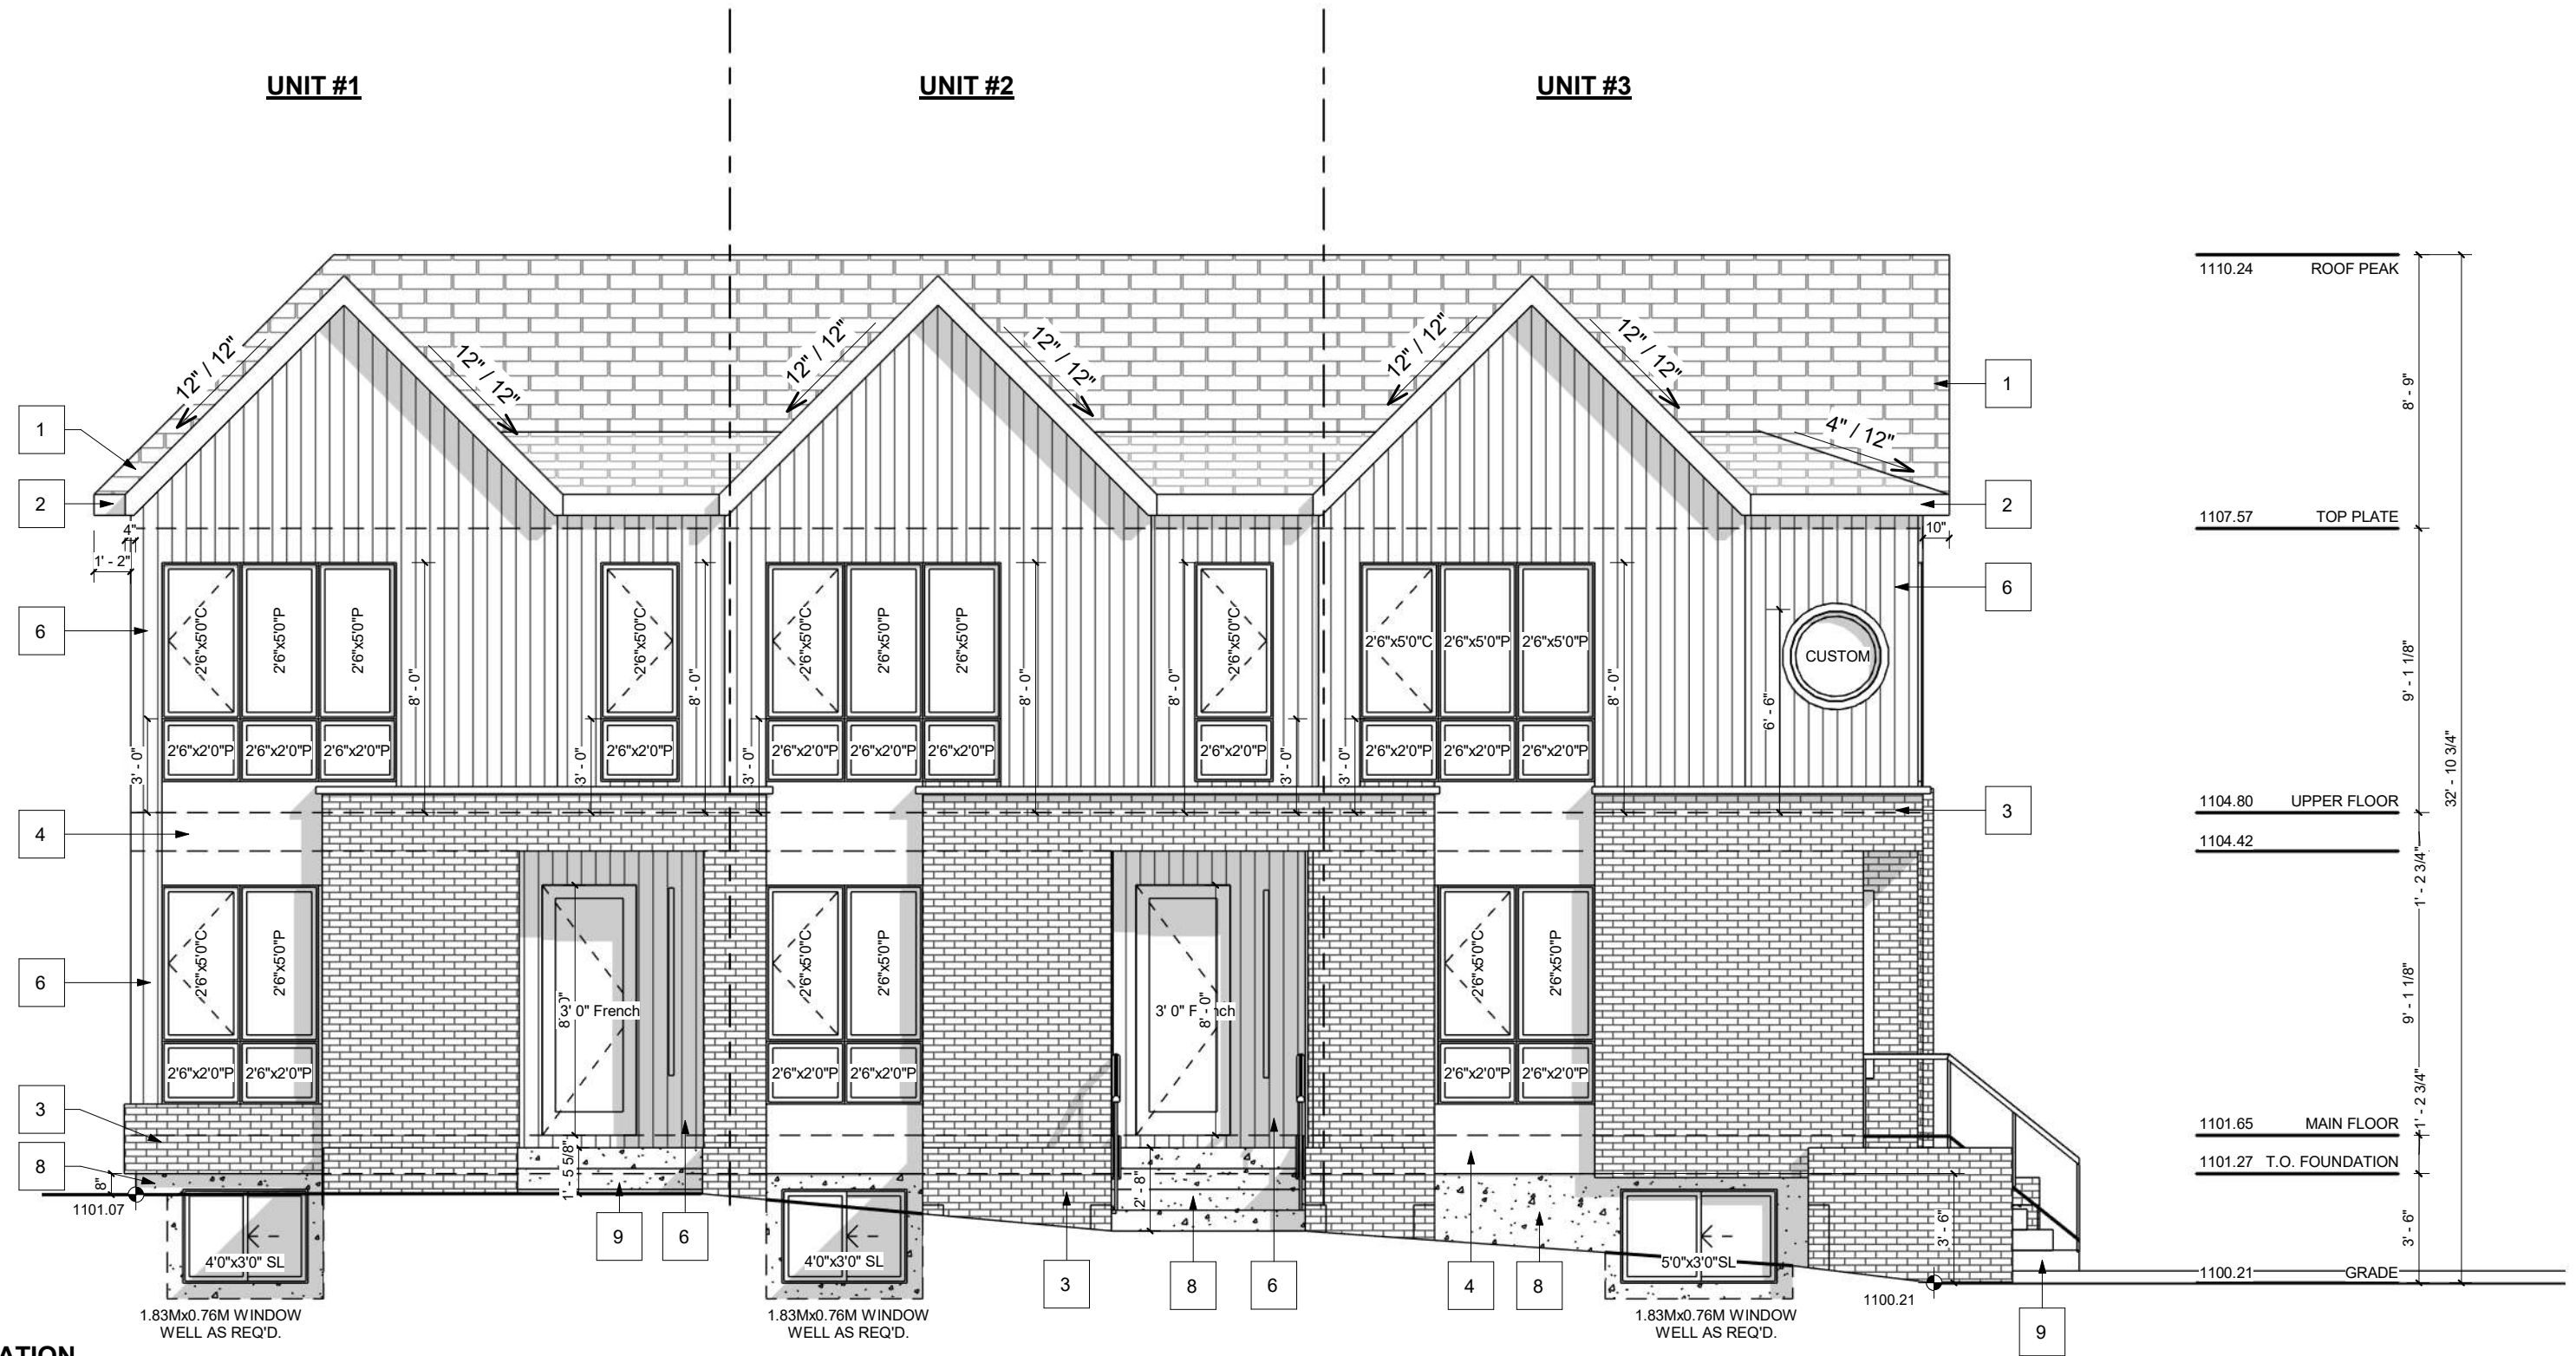 UNIT #1
UNIT #2
UNIT #3
1110.24 ROOF PEAK
12" / 12"
12" / 12"
12" / 12"
12" / 12"
12" / 12"
12" / 12"
4" / 12"
1
1
8' - 9"
2
2
4"
1' - 2"
10"
1107.57 TOP PLATE
6
6
2'6"x5'0"C
2'6"x5'0"P
2'6"x5'0"P
8' - 0"
2'6"x5'0"C
8' - 0"
2'6"x5'0"C
2'6"x5'0"P
2'6"x5'0"P
8' - 0"
8' - 0"
2'6"x5'0"C
2'6"x5'0"C
2'6"x5'0"P
2'6"x5'0"P
8' - 0"
6' - 6"
CUSTOM
9' - 1 1/8"
32' - 10 3/4"
3' - 0"
2'6"x2'0"P
2'6"x2'0"P
2'6"x2'0"P
3' - 0"
2'6"x2'0"P
3' - 0"
2'6"x2'0"P
2'6"x2'0"P
2'6"x2'0"P
2'6"x2'0"P
3' - 0"
3' - 0"
2'6"x2'0"P
2'6"x2'0"P
2'6"x2'0"P
3
4
1104.80 UPPER FLOOR
1104.42
1' - 2 3/4"
6
2'6"x5'0"C
2'6"x5'0"P
3' 0" French
2'6"x5'0"C
2'6"x5'0"P
8' - 0"
2'6"x5'0"C
2'6"x5'0"P
9' - 1 1/8"
2'6"x2'0"P
2'6"x2'0"P
2'6"x2'0"P
2'6"x2'0"P
2'6"x2'0"P
2'6"x2'0"P
3
1101.65 MAIN FLOOR
1' - 2 3/4"
8
8"
1' - 5 5/8"
2' - 8"
1101.27 T.O. FOUNDATION
1101.07
9
6
3
8
6
4
8
3' - 6"
3' - 6"
4'0"x3'0" SL
4'0"x3'0" SL
5'0"x3'0"SL
1100.21 GRADE
1100.21
9
1.83Mx0.76M WINDOW
WELL AS REQ'D.
1.83Mx0.76M WINDOW
WELL AS REQ'D.
1.83Mx0.76M WINDOW
WELL AS REQ'D.